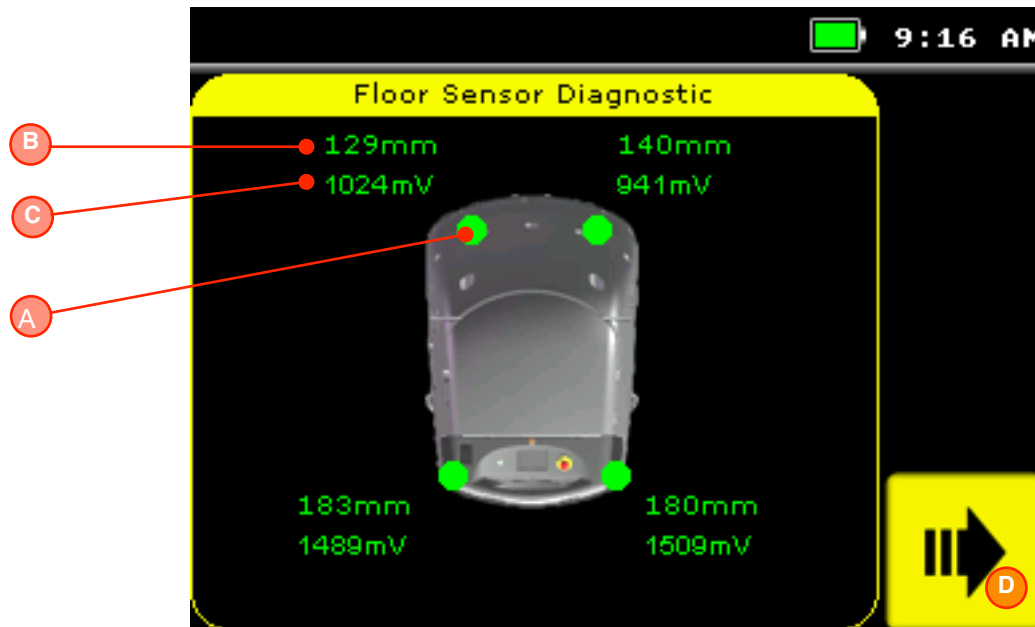 9:16 AM
Floor Sensor Diagnostic
B
129mm
140mm
C
1024mV
941mV
A
183mm
180mm
1489mV
1509mV
D